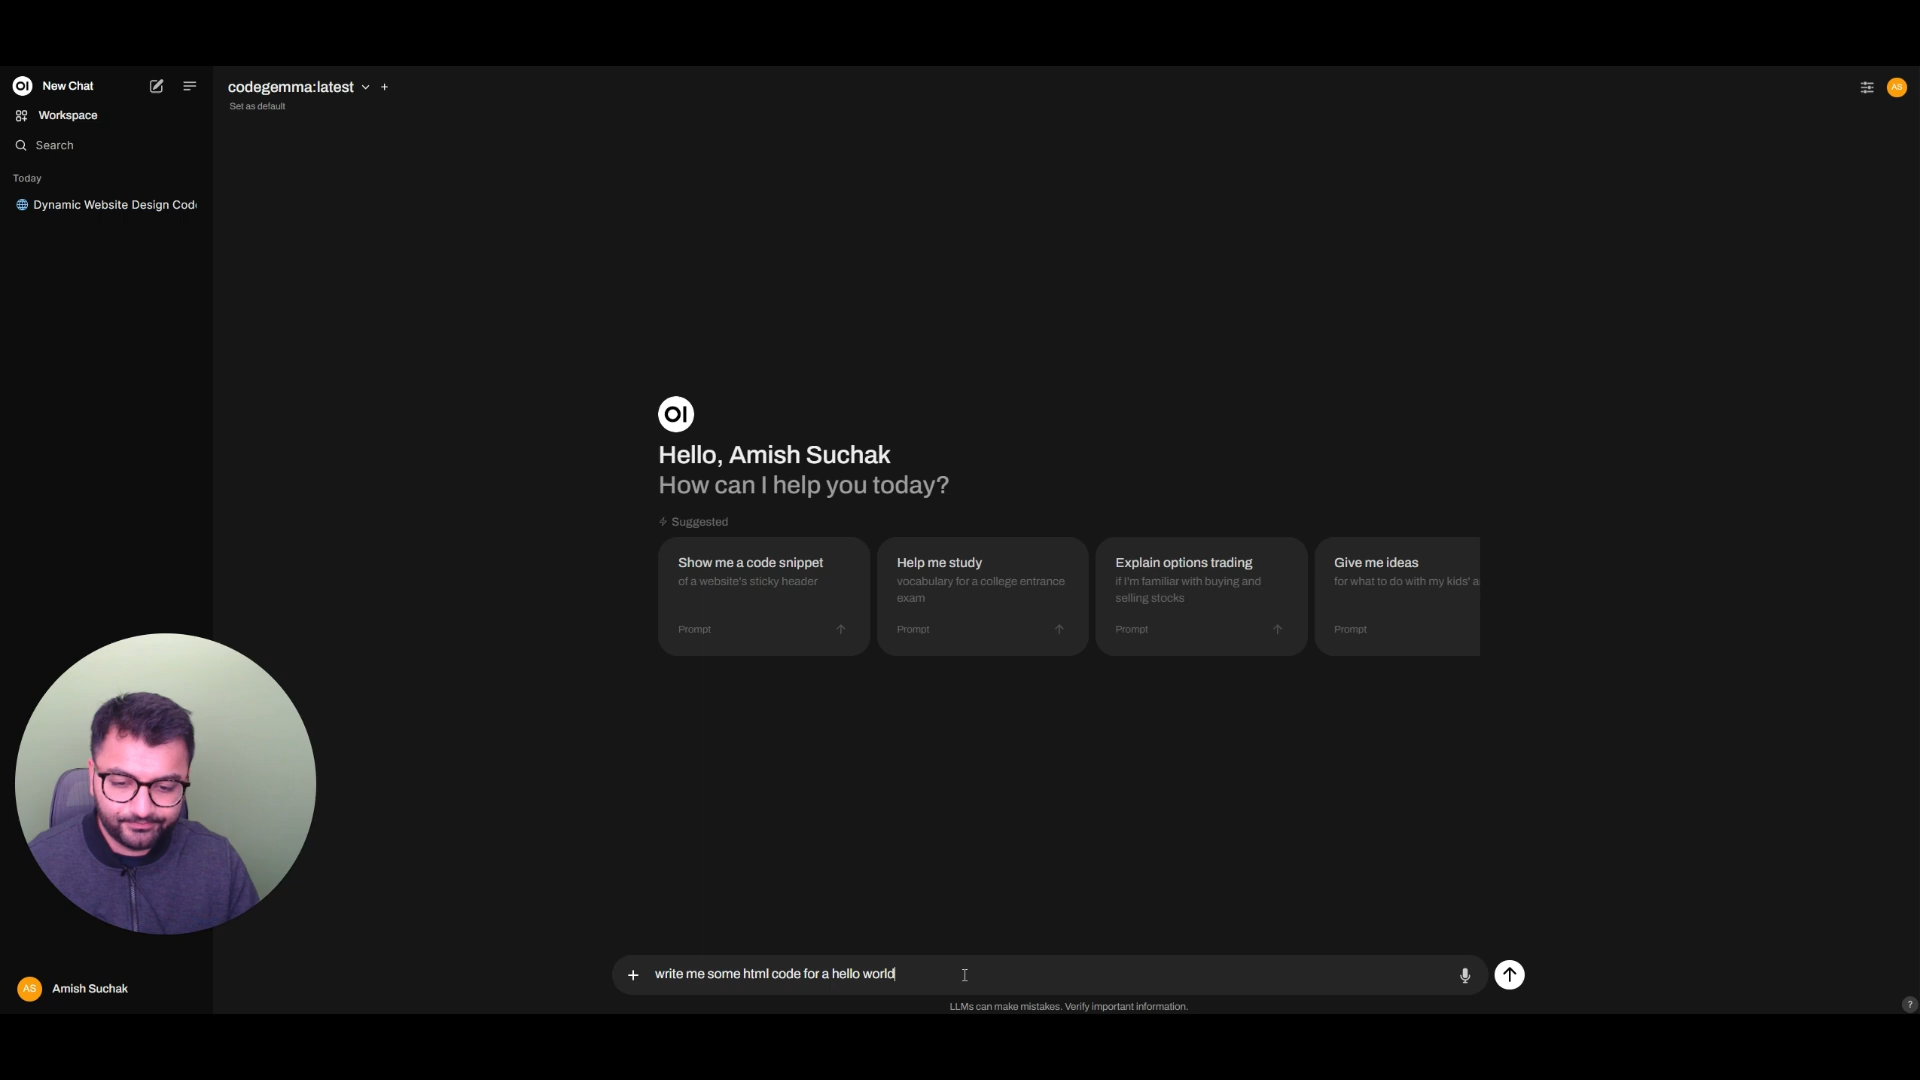 OI New Chat
Workspace
Search
Today
Dynamic Website Design Cod
AS Amish Suchak
codegemma:latest
Set as default
AS
OI
Hello, Amish Suchak
How can I help you today?
Suggested
Show me a code snippet
of a website's sticky header
Prompt
Help me study
vocabulary for a college entrance
exam
Prompt
Explain options trading
if I'm familiar with buying and
selling stocks
Prompt
Give me ideas
for what to do with my kids'
Prompt
write me some html code for a hello world
LLMs can make mistakes. Verify important information.
?